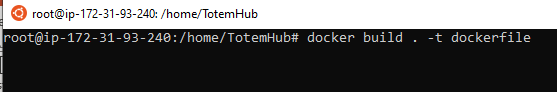 root@ip-172-31-93-240: /home/TotemHub
root@ip-172-31-93-240:/home/TotemHub# docker build . -t dockerfile